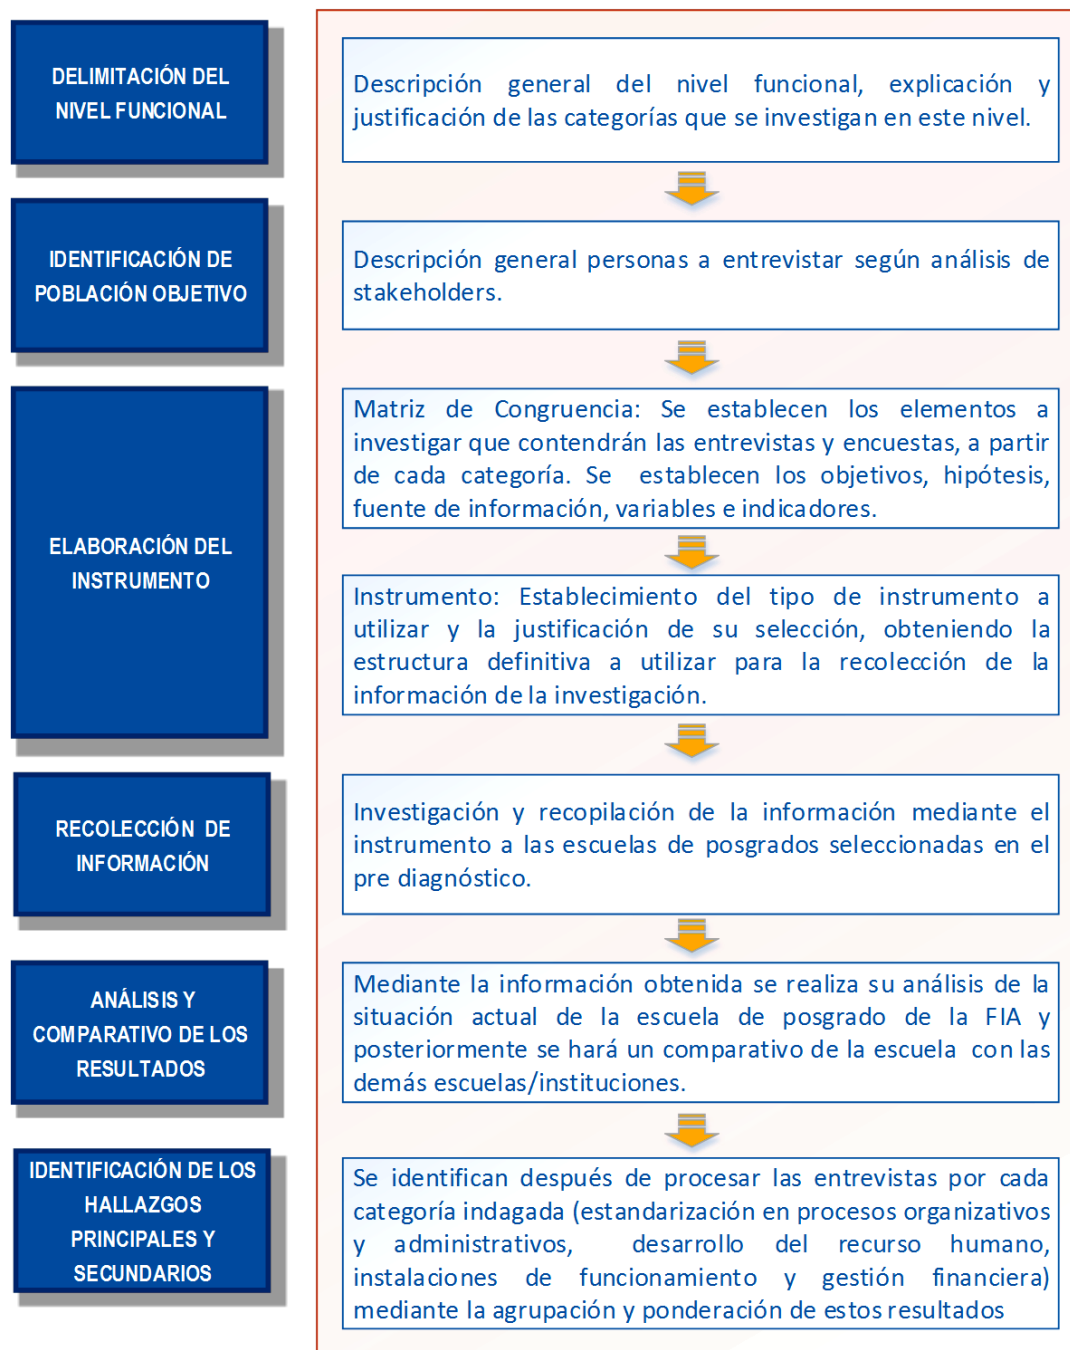 DELIMITACIÓN DEL
NIVEL FUNCIONAL
Descripción general del nivel funcional, explicación y
justificación de las categorías que se investigan en este nivel.
IDENTIFICACIÓN DE
POBLACIÓN OBJETIVO
Descripción general personas a entrevistar según análisis de
stakeholders.
ELABORACIÓN DEL
INSTRUMENTO
Matriz de Congruencia: Se establecen los elementos a
investigar que contendrán las entrevistas y encuestas, a partir
de cada categoría. Se establecen los objetivos, hipótesis,
fuente de información, variables e indicadores.
Instrumento: Establecimiento del tipo de instrumento a
utilizar y la justificación de su selección, obteniendo la
estructura definitiva a utilizar para la recolección de la
información de la investigación.
RECOLECCIÓN DE
INFORMACIÓN
Investigación y recopilación de la información mediante el
instrumento a las escuelas de posgrados seleccionadas en el
pre diagnóstico.
ANÁLISIS Y
COMPARATIVO DE LOS
RESULTADOS
Mediante la información obtenida se realiza su análisis de la
situación actual de la escuela de posgrado de la FIA y
posteriormente se hará un comparativo de la escuela con las
demás escuelas/instituciones.
IDENTIFICACIÓN DE LOS
HALLAZGOS
PRINCIPALES Y
SECUNDARIOS
Se identifican después de procesar las entrevistas por cada
categoría indagada (estandarización en procesos organizativos
y administrativos, desarrollo del recurso humano,
instalaciones de funcionamiento y gestión financiera)
mediante la agrupación y ponderación de estos resultados